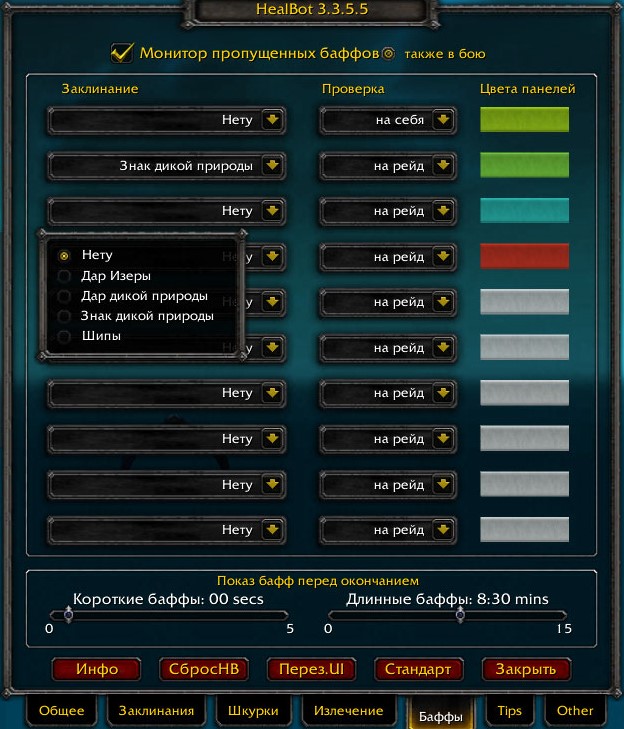 HealBot 3.3.5.5
Монитор пропущенных баффов также в бою
Заклинание Проверка Цвета панелей
Нету на себя
Знак дикой природы на рейд
Нету на рейд
на рейд
Нету
Дар Изеры
Дар дикой природы на рейд
Знак дикой природы
Шипы на рейд
Нету на рейд
Нету на рейд
Нету на рейд
Нету на рейд
Показ бафф перед окончанием
Короткие баффы: 00 secs Длинные баффы: 8:30 mins
0 5 0 15
Инфо СбросHB Перез.UI Стандарт Закрыть
Общее Заклинания Шкурки Излечение Баффы Tips Other